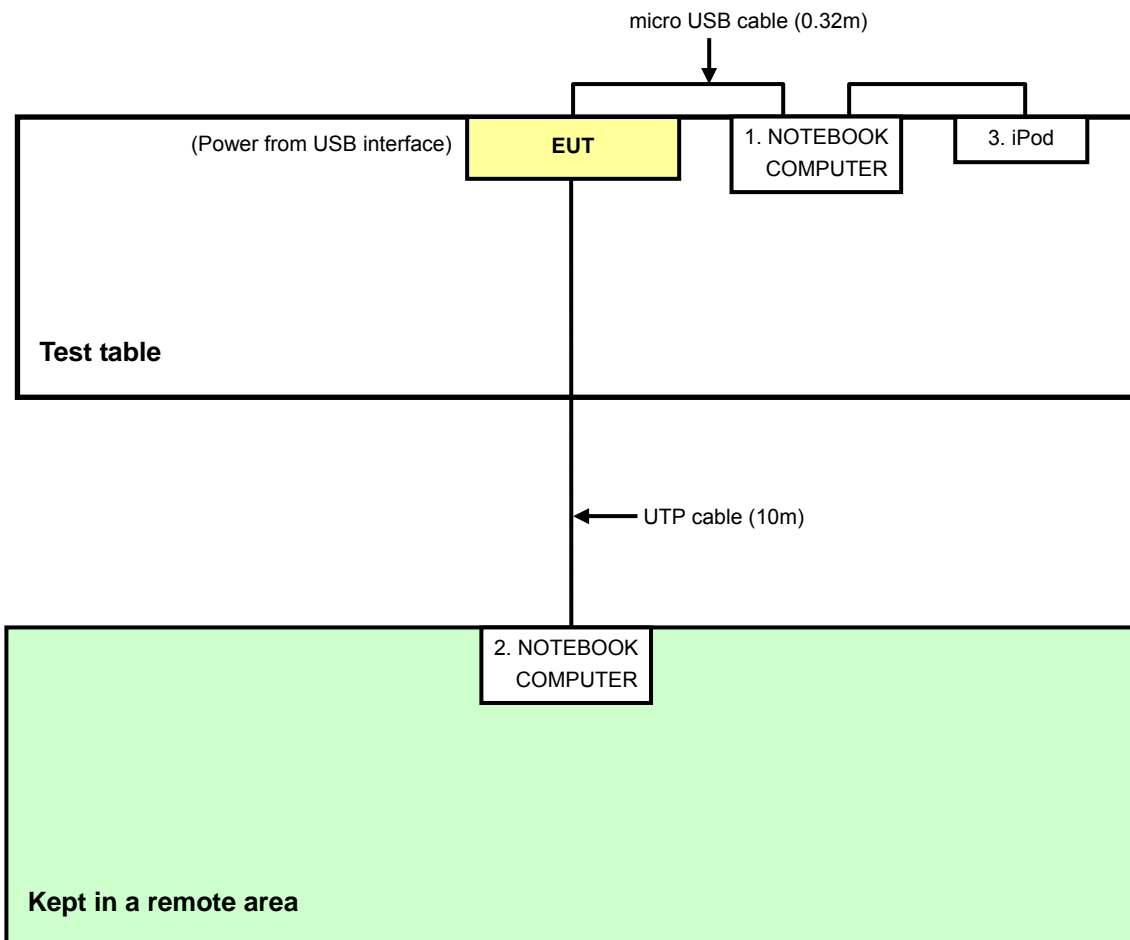 micro USB cable (0.32m)
(Power from USB interface)
EUT
1. NOTEBOOK
COMPUTER
3. iPod
Test table
UTP cable (10m)
2. NOTEBOOK
COMPUTER
Kept in a remote area